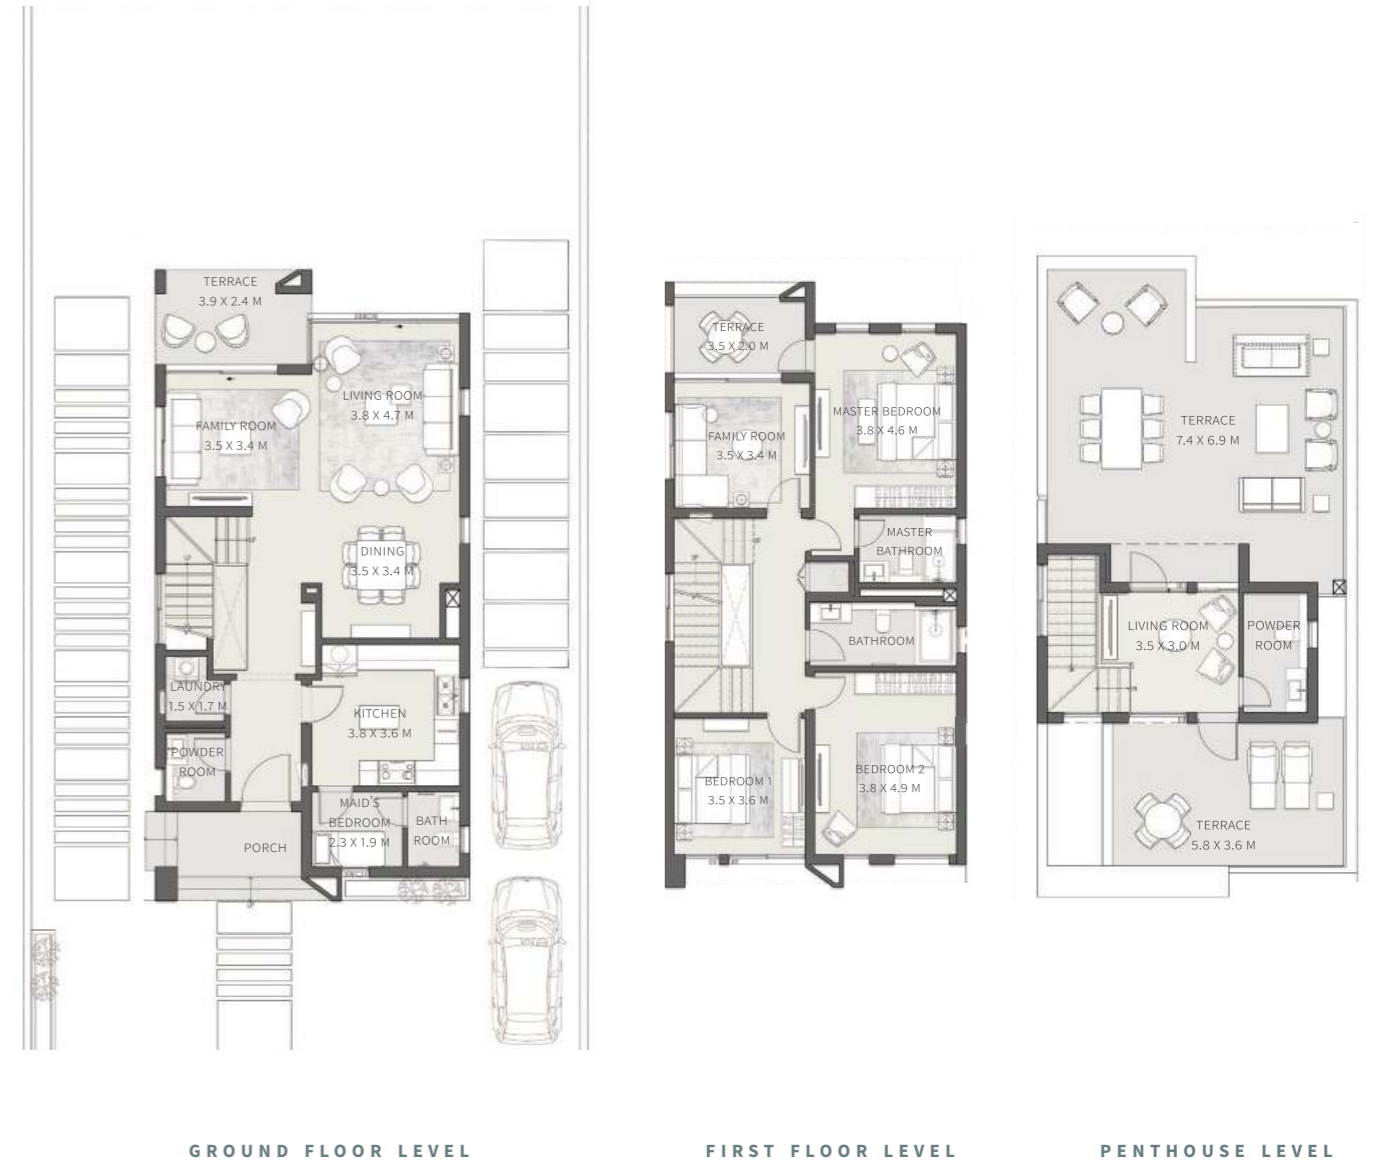 TERRACE
3.9 X 2.4 M
LIVING ROOM
3.8 X 4.7 M
FAMILY ROOM
3.5 X 3.4 M
DINING
3.5 X 3.4 M
LAUNDRY
1.5 X 1.7 M
KITCHEN
3.8 X 3.6 M
POWDER
ROOM
MAID'S
BEDROOM
2.3 X 1.9 M
BATH
ROOM
PORCH
GROUND FLOOR LEVEL
TERRACE
3.5 X 2.0 M
MASTER BEDROOM
3.8 X 4.6 M
FAMILY ROOM
3.5 X 3.4 M
MASTER
BATHROOM
BATHROOM
BEDROOM 1
3.5 X 3.6 M
BEDROOM 2
3.8 X 4.9 M
FIRST FLOOR LEVEL
TERRACE
7.4 X 6.9 M
LIVING ROOM
3.5 X 3.0 M
POWDER
ROOM
TERRACE
5.8 X 3.6 M
PENTHOUSE LEVEL